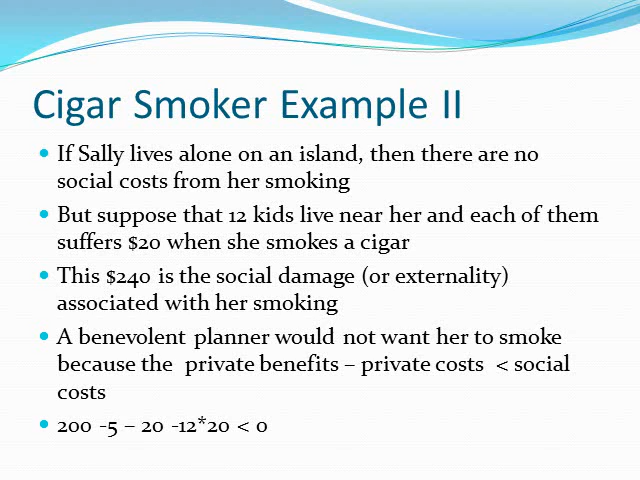 Cigar Smoker Example II
• If Sally lives alone on an island, then there are no
social costs from her smoking
• But suppose that 12 kids live near her and each of them
suffers $20 when she smokes a cigar
• This $240 is the social damage (or externality)
associated with her smoking
• A benevolent planner would not want her to smoke
because the private benefits – private costs < social
costs
• 200 -5 – 20 -12*20 < 0